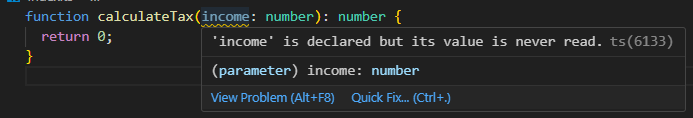 function calculateTax(income: number): number {
return 0;
}
'income' is declared but its value is never read. ts(6133)
(parameter) income: number
View Problem (Alt+F8) Quick Fix... (Ctrl+.)